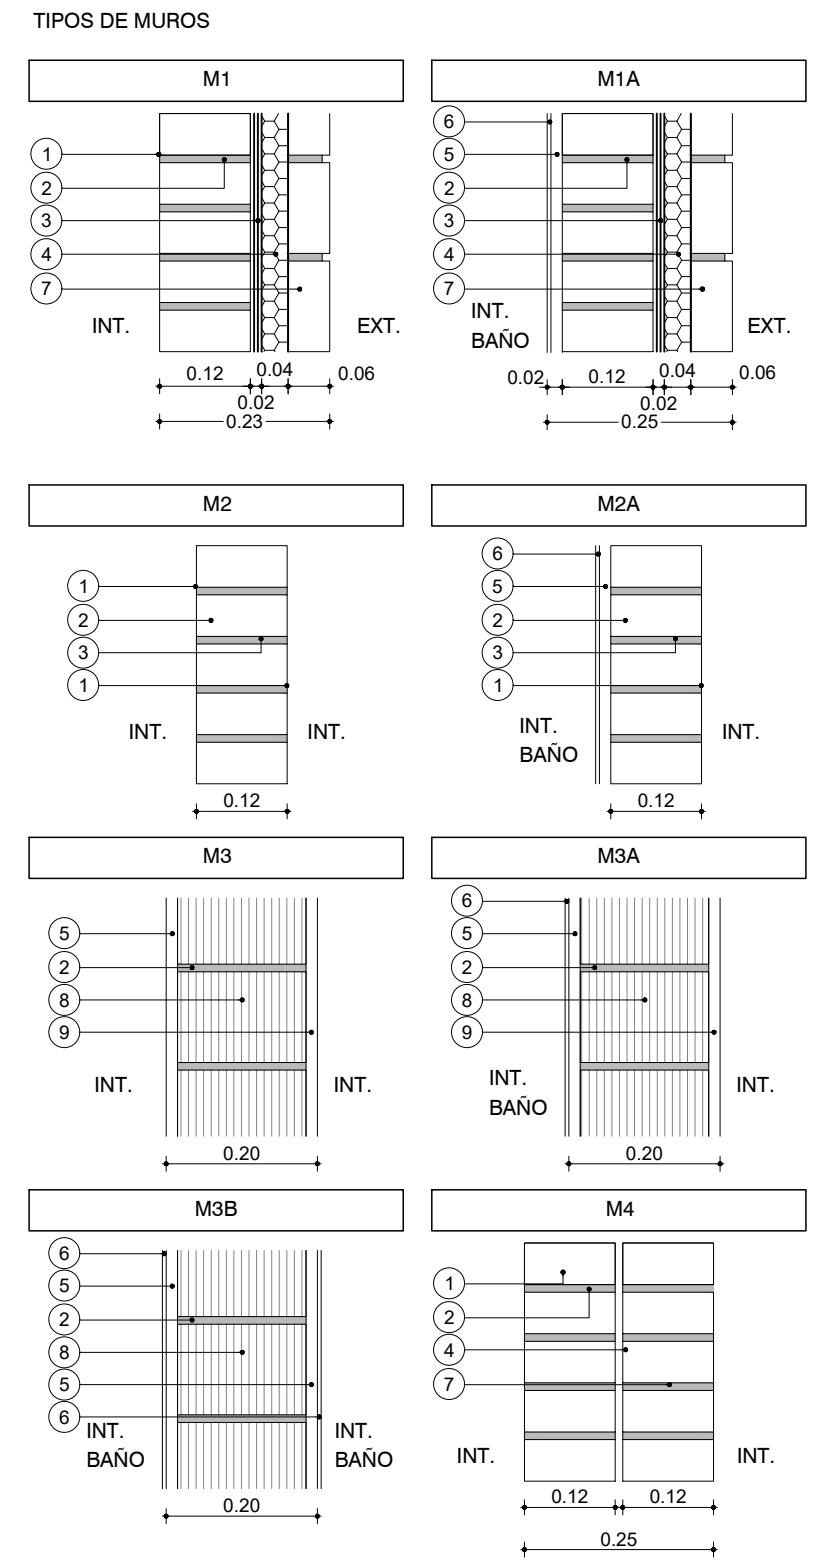 TIPOS DE MUROS
M1
1
2
3
4
7
INT.
EXT.
0.12
0.04
0.06
0.02
0.23
M1A
6
5
2
3
4
7
INT.
BAÑO
EXT.
0.02
0.12
0.04
0.06
0.02
0.25
M2
1
2
3
1
INT.
INT.
0.12
M2A
6
5
2
3
1
INT.
BAÑO
INT.
0.12
M3
5
2
8
9
INT.
INT.
0.20
M3A
6
5
2
8
9
INT.
BAÑO
INT.
0.20
M3B
6
5
2
8
5
6
INT.
BAÑO
INT.
BAÑO
0.20
M4
1
2
4
7
INT.
INT.
0.12
0.12
0.25